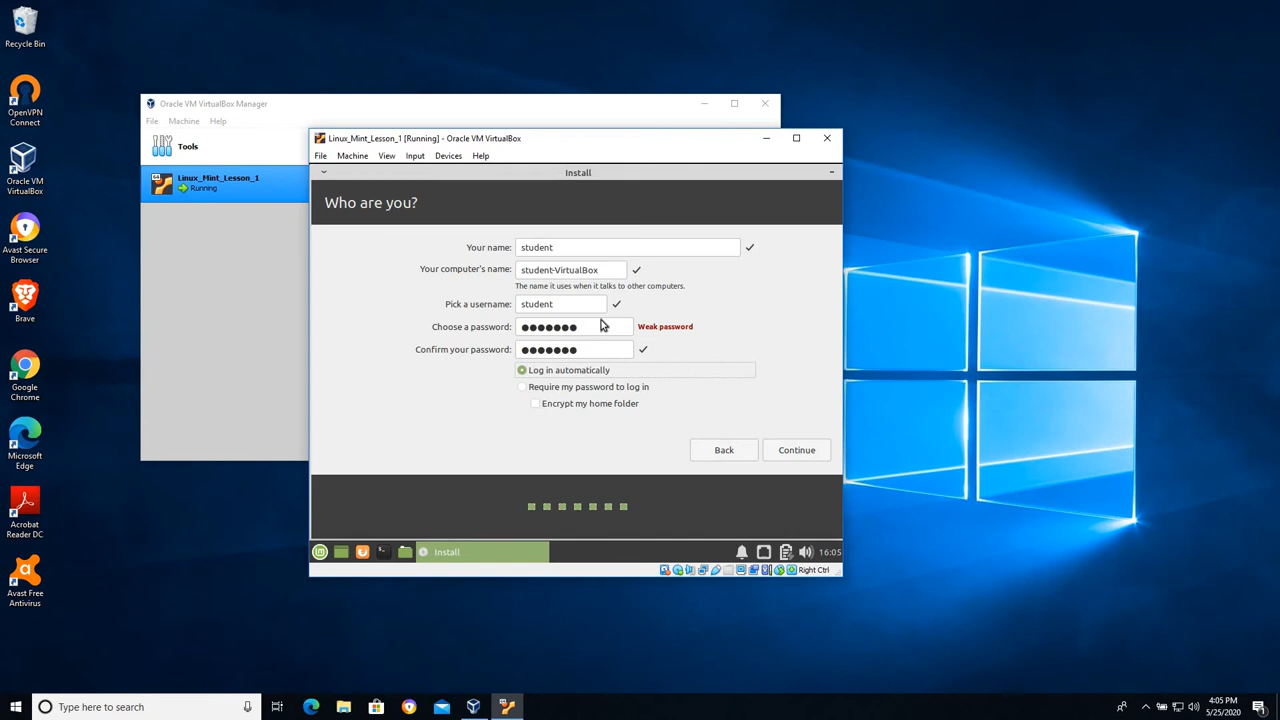 Recycle Bin
OpenVPN
Connect
Oracle VM
VirtualBox
Avast Secure
Browser
Brave
Google
Chrome
Microsoft
Edge
Acrobat
Reader DC
Avast Free
Antivirus
Oracle VM VirtualBox Manager
File Machine Help
Tools
Linux_Mint_Lesson_1
Running
Linux_Mint_Lesson_1 [Running] - Oracle VM VirtualBox
File Machine View Input Devices Help
Install
Who are you?
Your name: student
Your computer's name: student-VirtualBox
The name it uses when it talks to other computers.
Pick a username: student
Choose a password: ●●●●●●● Weak password
Confirm your password: ●●●●●●●
Log in automatically
Require my password to log in
Encrypt my home folder
Back Continue
Install 16:05
Right Ctrl
Type here to search
4:05 PM
5/25/2020
1